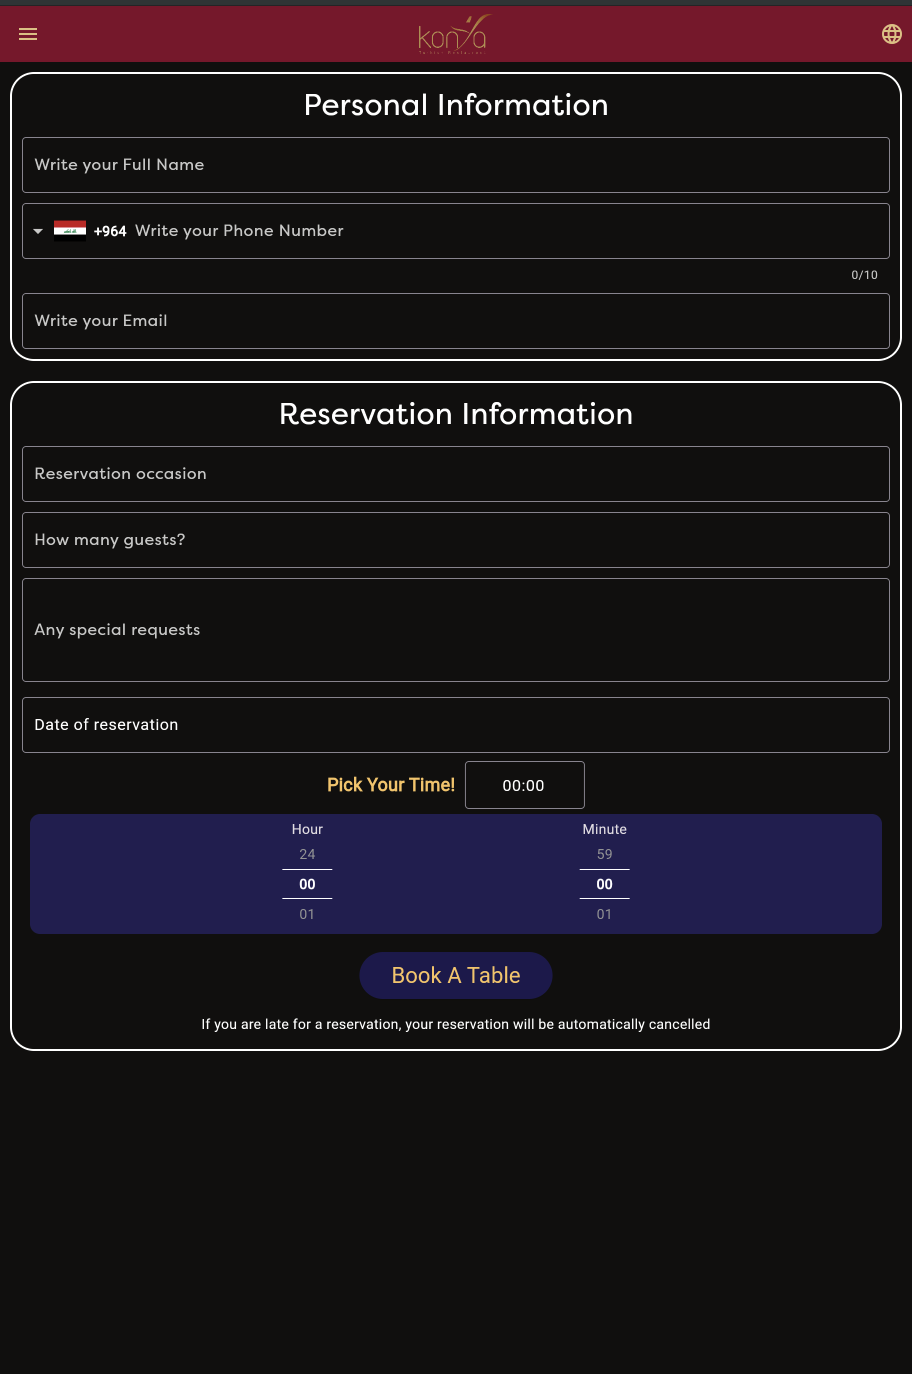 konya
Personal Information
Write your Full Name
+964 Write your Phone Number
0/10
Write your Email
Reservation Information
Reservation occasion
How many guests?
Any special requests
Date of reservation
Pick Your Time! 00:00
Hour Minute
24 59
00 00
01 01
Book A Table
If you are late for a reservation, your reservation will be automatically cancelled